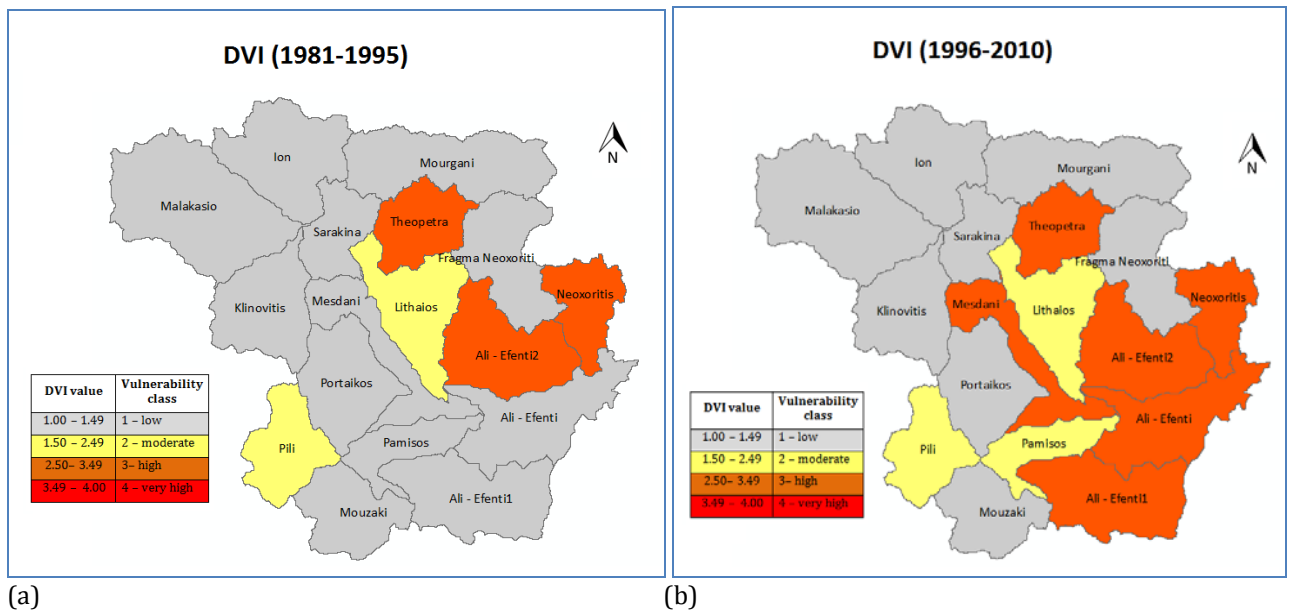 DVI (1981-1995)
N
Ion
Mourgani
Malakasio
Theopetra
Sarakina
Fragma Neoxoriti
Neoxoritis
Klinovitis
Mesdani
Lithaios
Ali - Efenti2
Portaikos
Ali - Efenti
Pamisos
Pili
Ali - Efenti1
Mouzaki
DVI value Vulnerability class
1.00 – 1.49 1 – low
1.50 – 2.49 2 – moderate
2.50– 3.49 3– high
3.49 – 4.00 4 – very high
(a)
DVI (1996-2010)
N
Ion
Mourgani
Malakasio
Theopetra
Sarakina
Fragma Neoxoriti
Neoxoritis
Klinovitis
Mesdani
Lithaios
Ali - Efenti2
Portaikos
Ali - Efenti
Pamisos
Pili
Ali - Efenti1
Mouzaki
DVI value Vulnerability class
1.00 – 1.49 1 – low
1.50 – 2.49 2 – moderate
2.50– 3.49 3– high
3.49 – 4.00 4 – very high
(b)